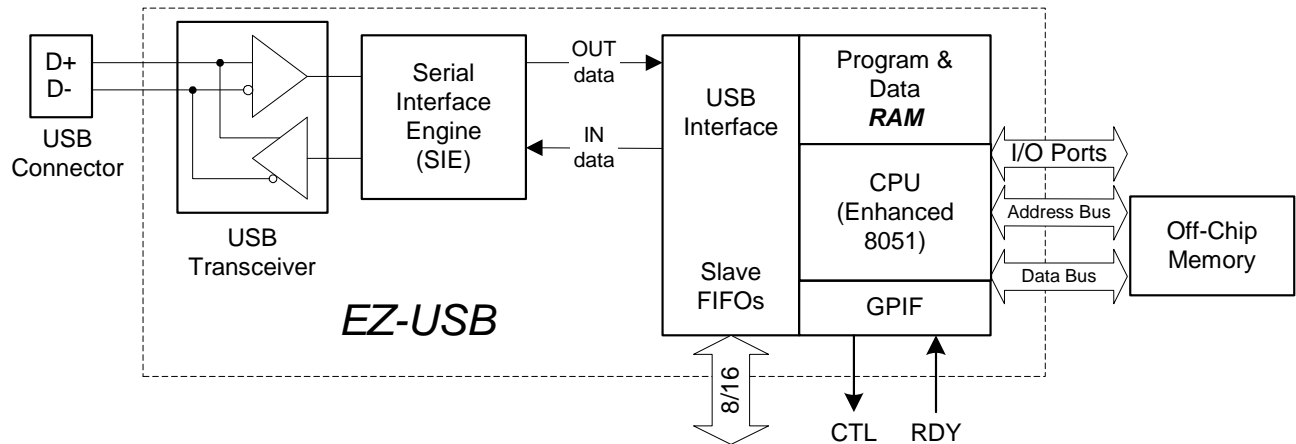 D+
D-
USB
Connector
USB
Transceiver
Serial
Interface
Engine
(SIE)
OUT
data
IN
data
USB
Interface
Slave
FIFOs
Program &
Data
RAM
CPU
(Enhanced
8051)
GPIF
I/O Ports
Address Bus
Data Bus
Off-Chip
Memory
EZ-USB
8/16
CTL
RDY